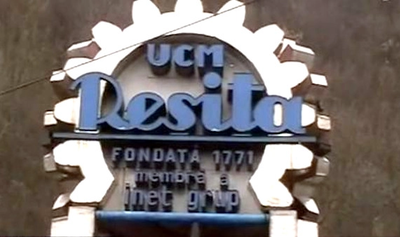 UCM
Resita
FONDATĂ 1771
membră a
inet grup